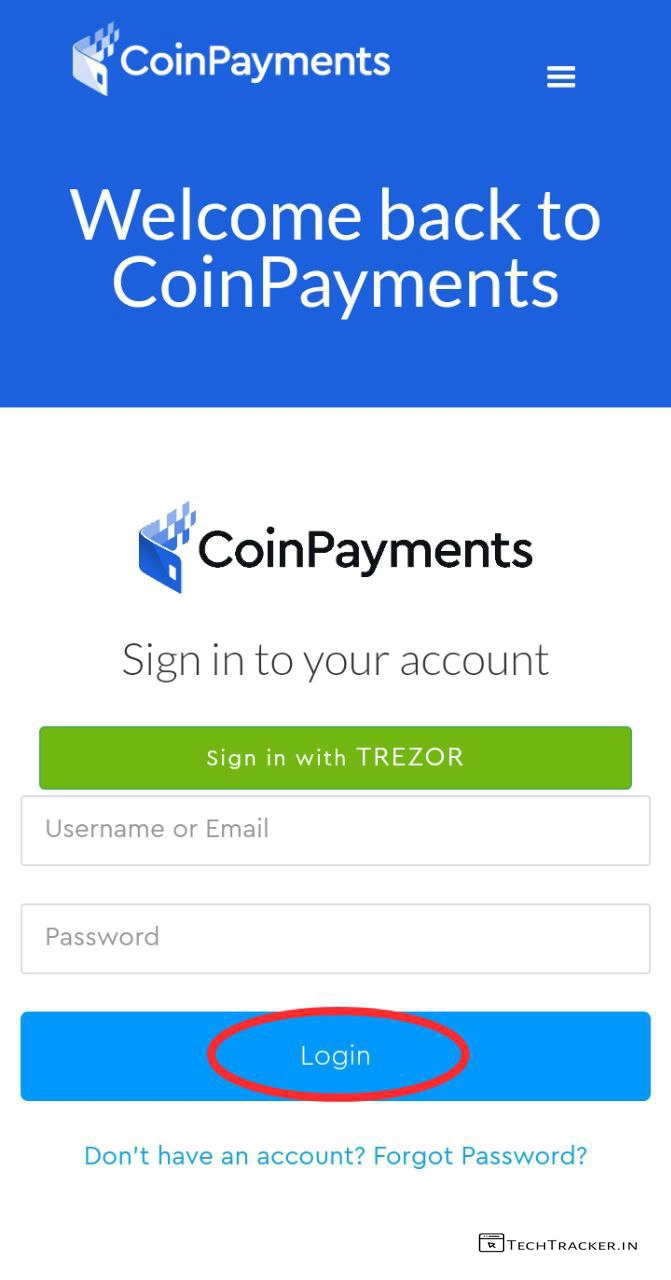 CoinPayments
Welcome back to
CoinPayments
CoinPayments
Sign in to your account
Sign in with TREZOR
Username or Email
Password
Login
Don't have an account? Forgot Password?
TECHTRACKER.IN